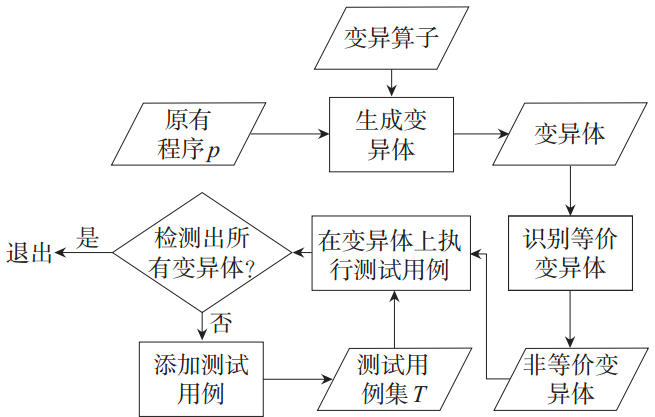 变异算子
原有
程序p
生成变
异体
变异体
退出
是
检测出所
有变异体?
在变异体上执
行测试用例
识别等价
变异体
否
添加测试
用例
测试用
例集T
非等价变
异体